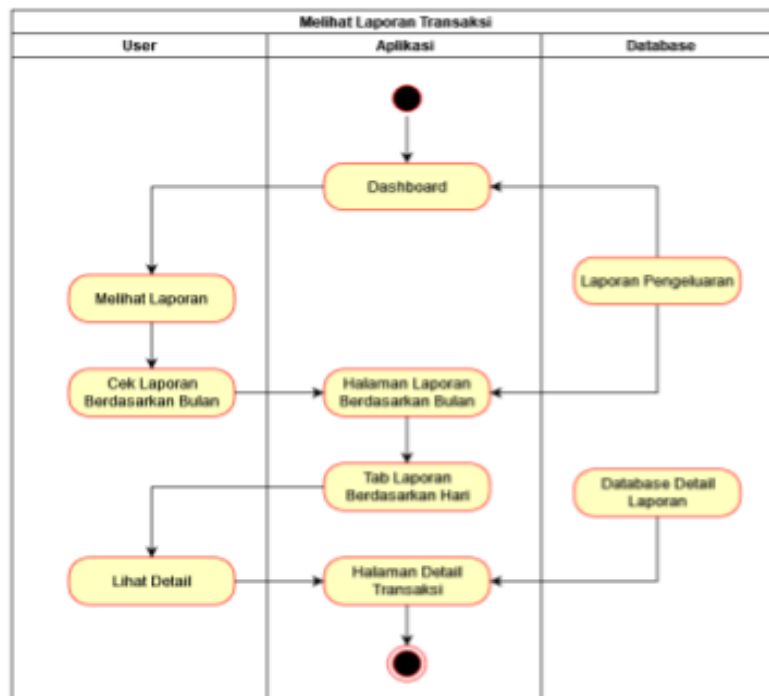 Melihat Laporan Transaksi
User
Aplikasi
Database
Dashboard
Laporan Pengeluaran
Melihat Laporan
Cek Laporan
Berdasarkan Bulan
Halaman Laporan
Berdasarkan Bulan
Tab Laporan
Berdasarkan Hari
Database Detail
Laporan
Lihat Detail
Halaman Detail
Transaksi